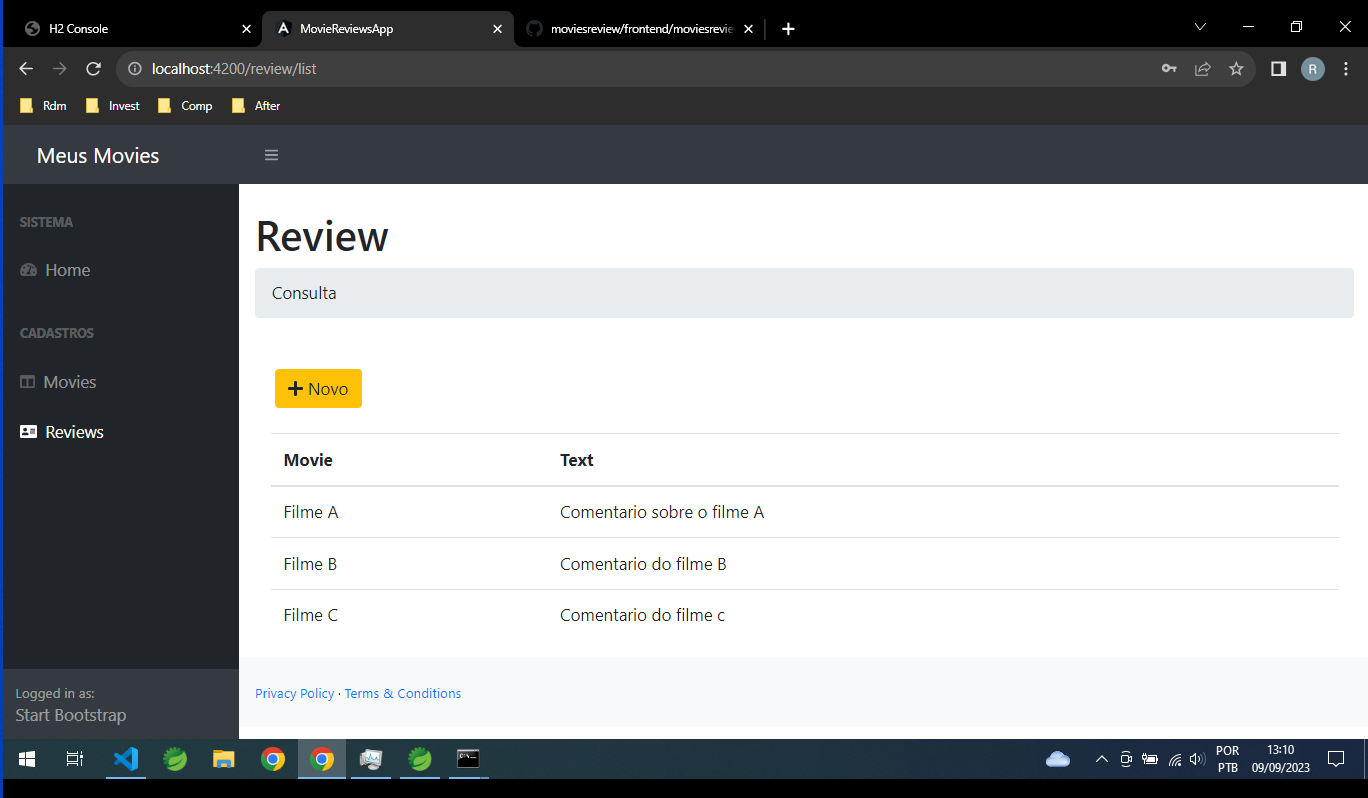 H2 Console
MovieReviewsApp
moviesreview/frontend/moviesrevie
localhost:4200/review/list
R
Rdm
Invest
Comp
After
Meus Movies
SISTEMA
Home
CADASTROS
Movies
Reviews
Logged in as:
Start Bootstrap
Review
Consulta
Novo
Movie Text
Filme A Comentario sobre o filme A
Filme B Comentario do filme B
Filme C Comentario do filme c
Privacy Policy · Terms & Conditions
POR
PTB
13:10
09/09/2023